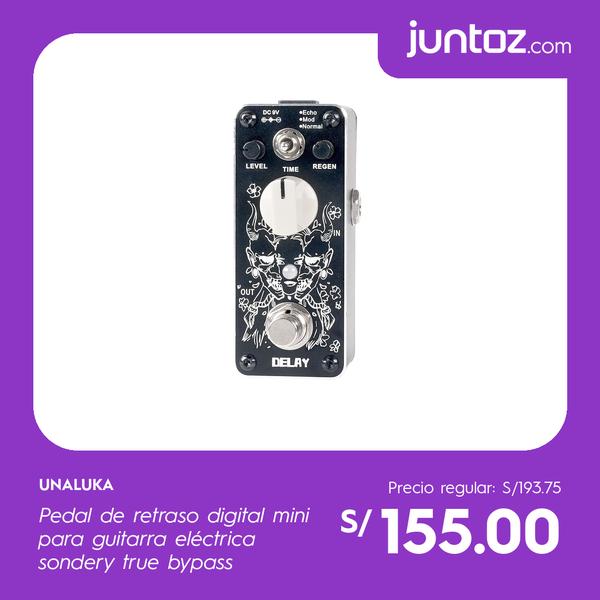 juntoz.com
DC 9V
Echo
Mod
Normal
LEVEL
TIME
REGEN
IN
OUT
DELAY
UNALUKA
Pedal de retraso digital mini
para guitarra eléctrica
sondery true bypass
Precio regular: S/193.75
S/155.00